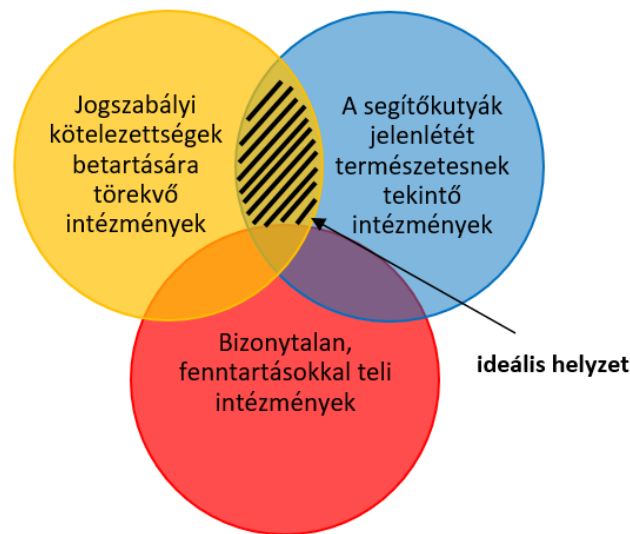 Jogszabályi
kötelezettségek
betartására
törekvő
intézmények
A segítőkutyák
jelenlétét
természetesnek
tekintő
intézmények
Bizonytalan,
fenntartásokkal teli
intézmények
ideális helyzet